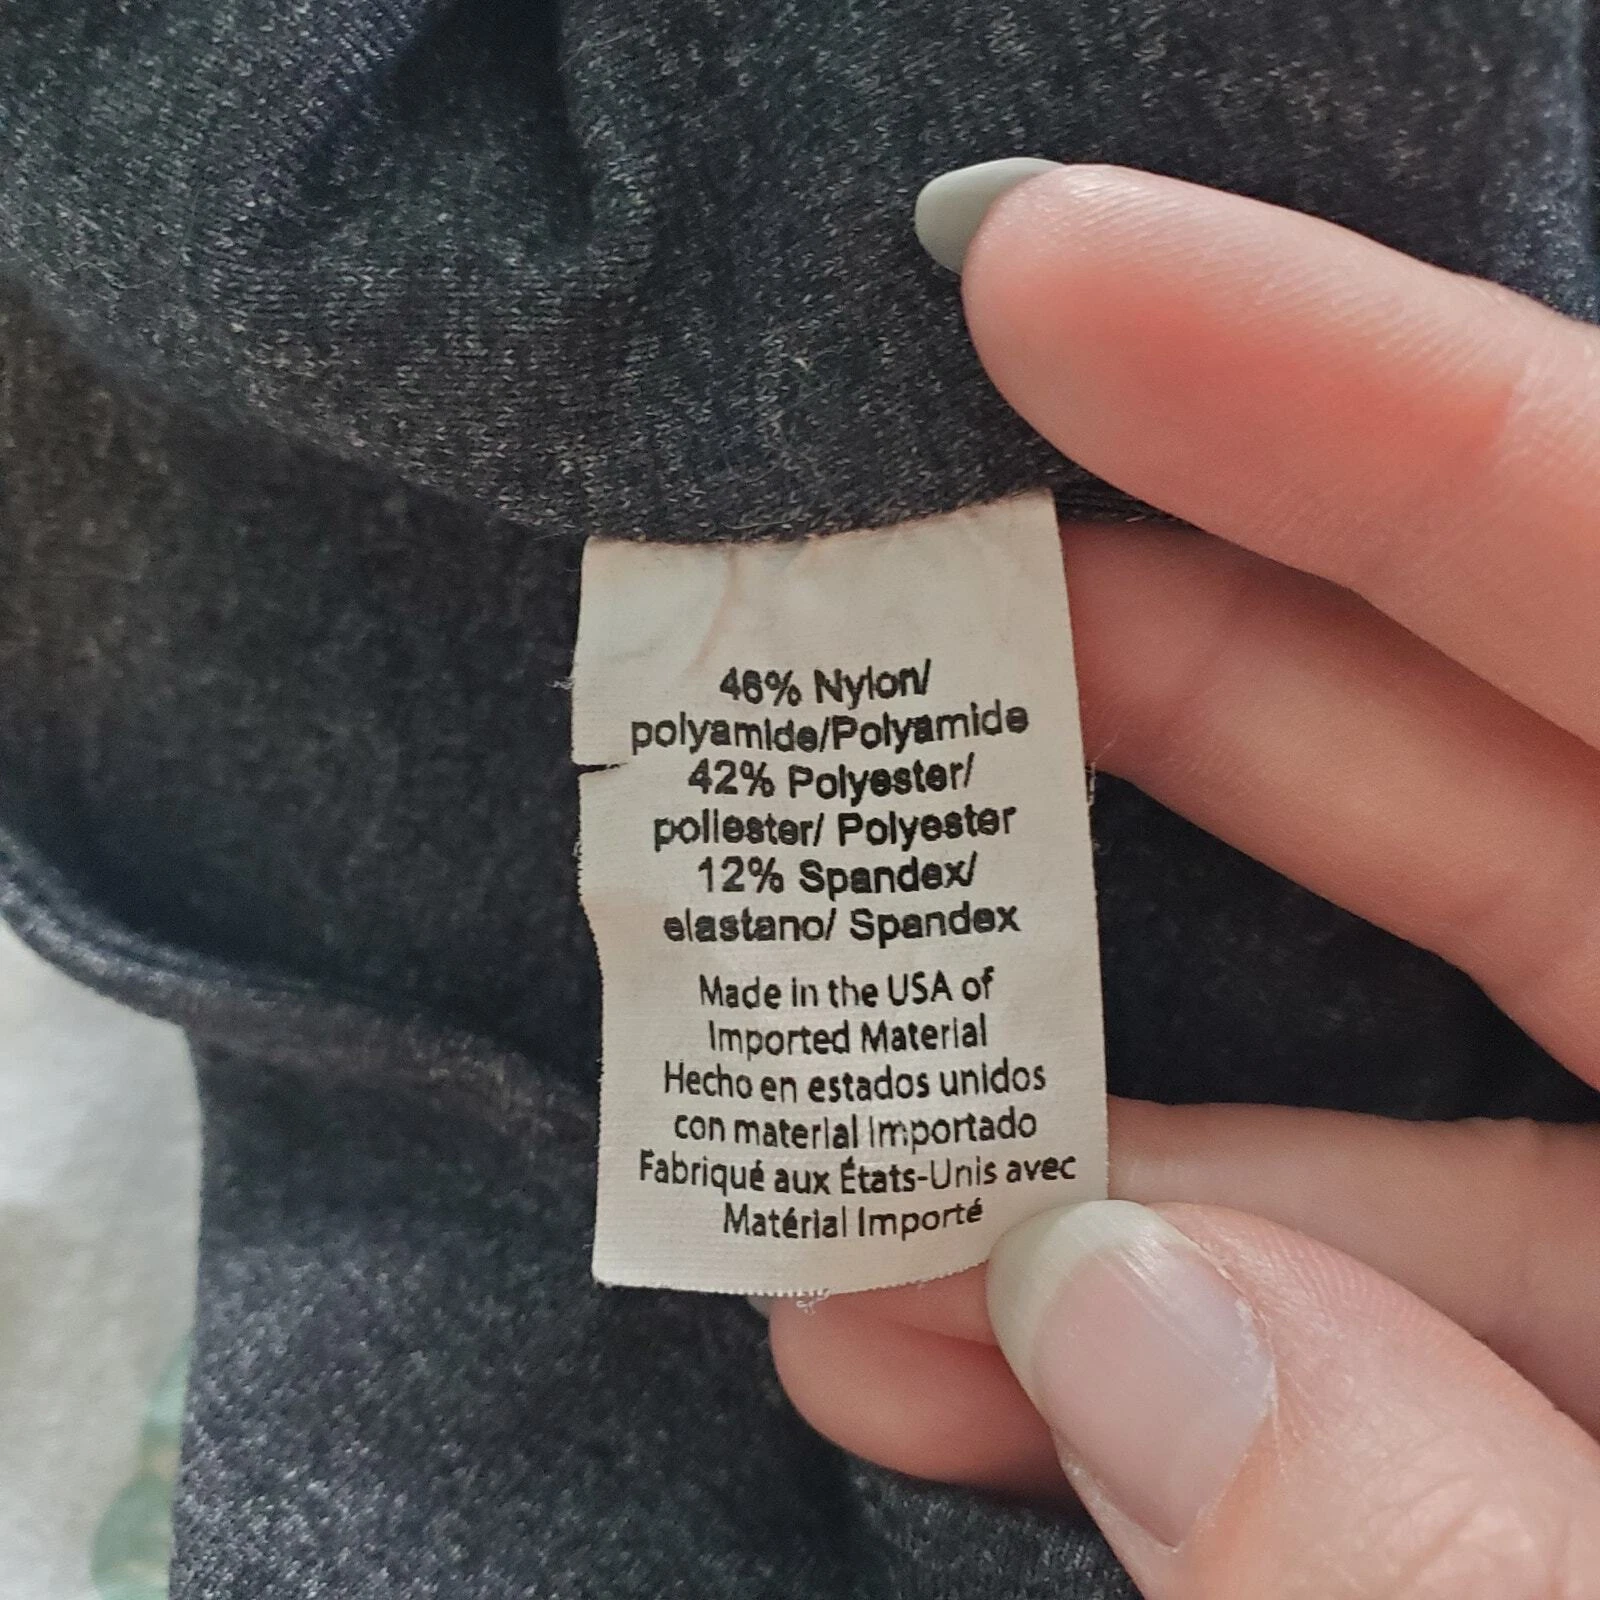 46% Nylon/
polyamide/Polyamide
42% Polyester/
poliester/ Polyester
12% Spandex/
elastano/ Spandex
Made in the USA of
Imported Material
Hecho en estados unidos
con material Importado
Fabriqué aux États-Unis avec
Matérial Importé